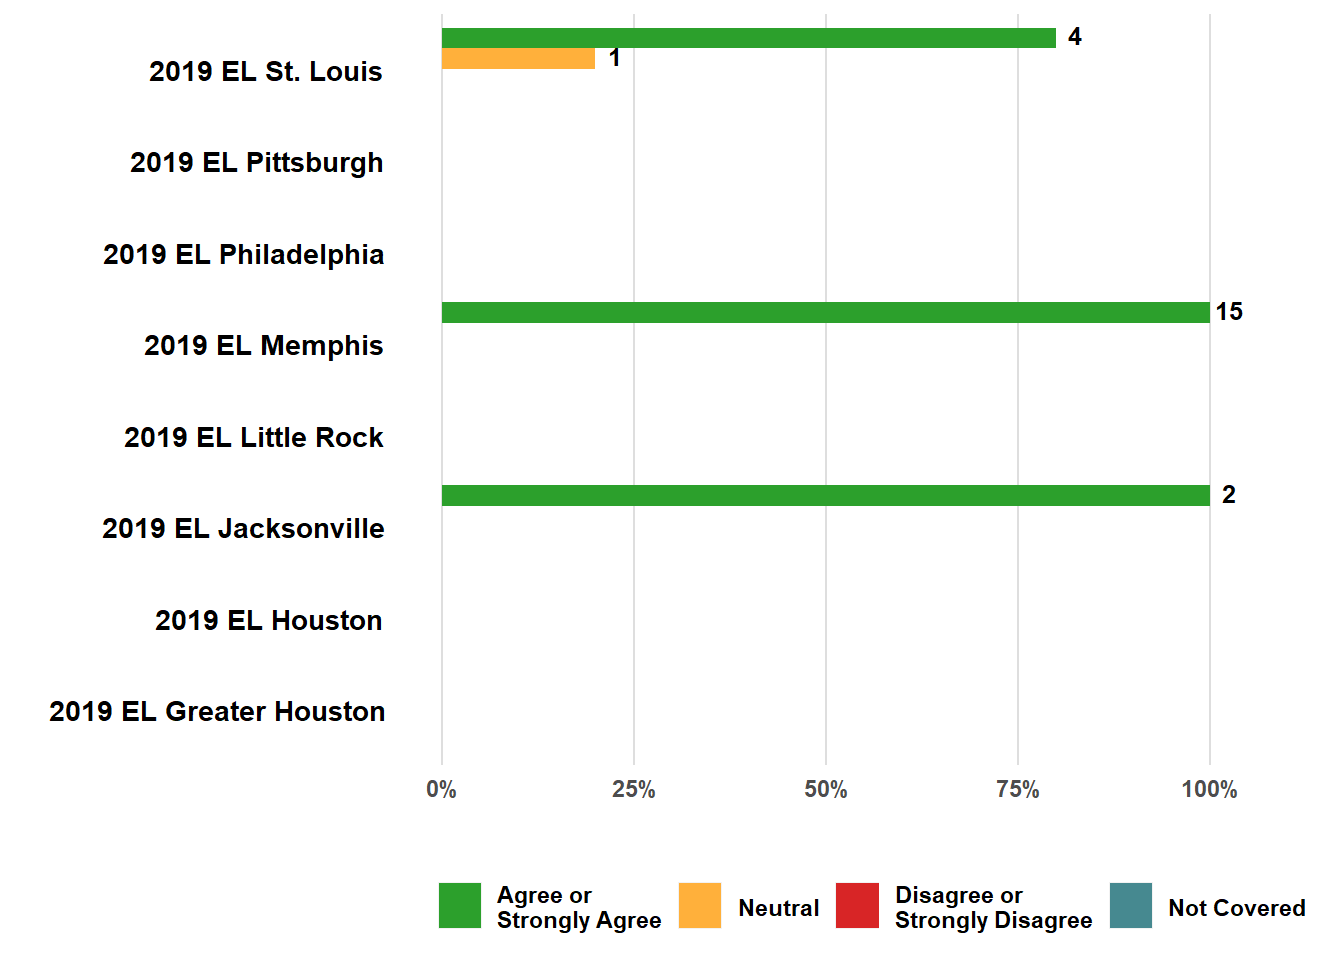 2019 EL St. Louis
4
1
2019 EL Pittsburgh
2019 EL Philadelphia
2019 EL Memphis
15
2019 EL Little Rock
2019 EL Jacksonville
2
2019 EL Houston
2019 EL Greater Houston
0% 25% 50% 75% 100%
Agree or
Strongly Agree
Neutral
Disagree or
Strongly Disagree
Not Covered